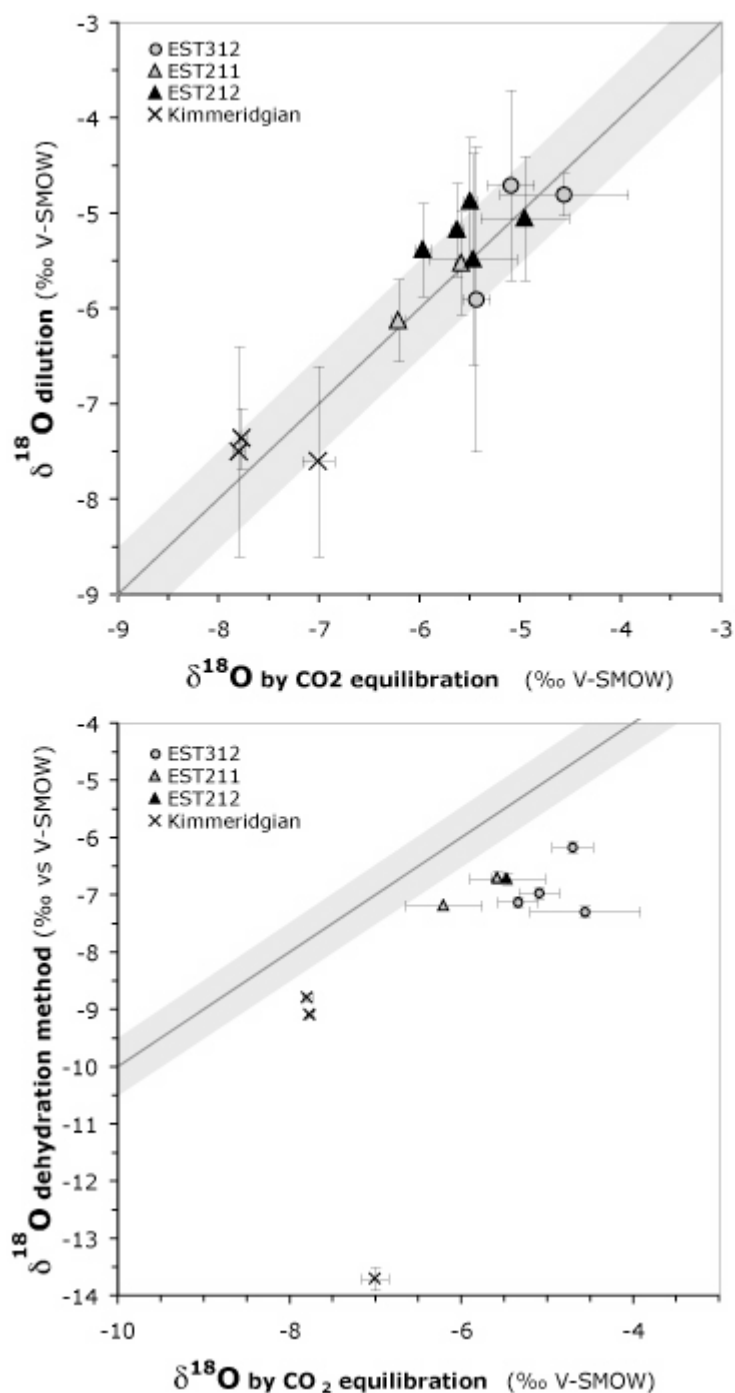 -3
EST312
EST211
EST212
Kimmeridgian
-4
-5
-6
-7
-8
-9
δ¹⁸O dilution (‰ V-SMOW)
-9 -8 -7 -6 -5 -4 -3
δ¹⁸O by CO2 equilibration (‰ V-SMOW)
-4
EST312
EST211
EST212
Kimmeridgian
-5
-6
-7
-8
-9
-10
-11
-12
-13
-14
δ¹⁸O dehydration method (‰ vs V-SMOW)
-10 -8 -6 -4
δ¹⁸O by CO₂ equilibration (‰ V-SMOW)